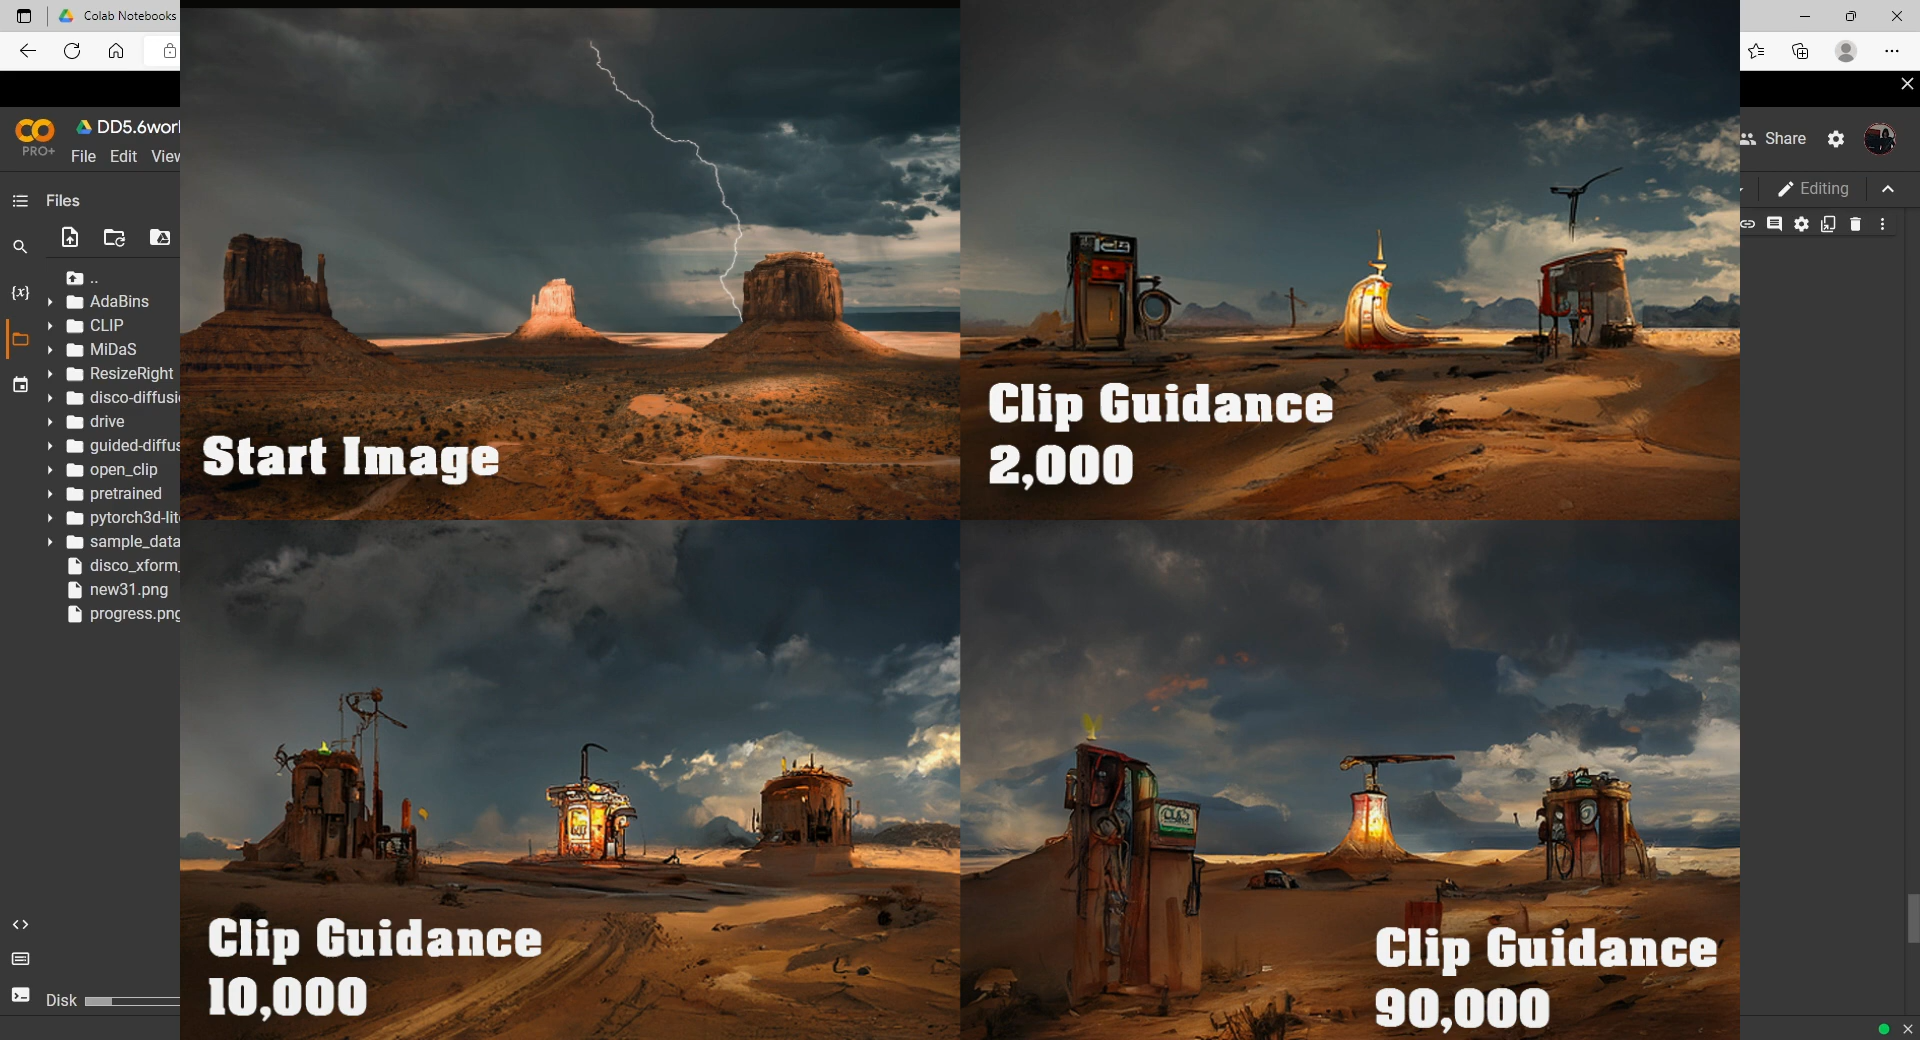 Colab Notebooks
DD5.6wor
PRO+
File Edit View
Share
Editing
Files
{x}
..
AdaBins
CLIP
MiDaS
ResizeRight
disco-diffusi
drive
guided-diffus
open_clip
pretrained
pytorch3d-lit
sample_data
disco_xform_
new31.png
progress.png
Disk
Start Image
Clip Guidance
2,000
Clip Guidance
10,000
Clip Guidance
90,000